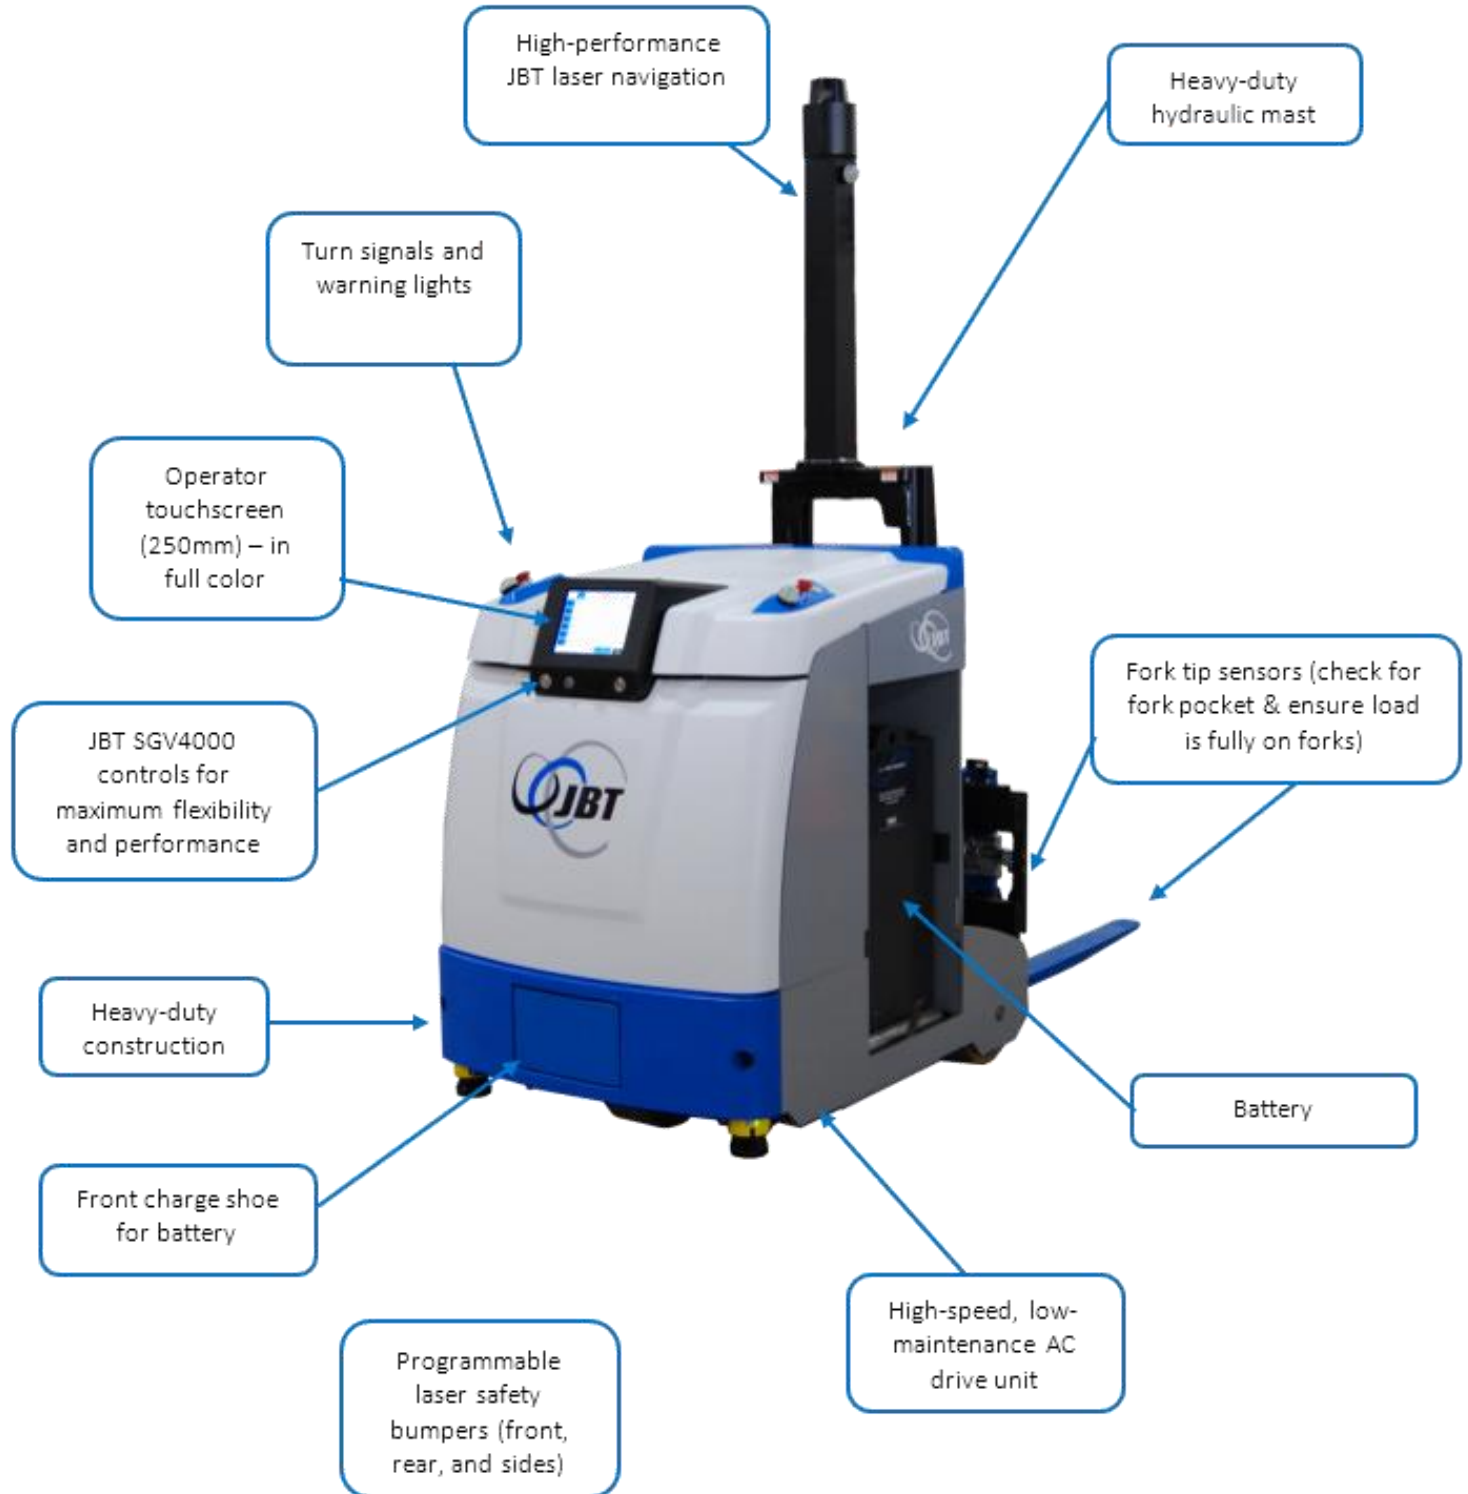 High-performance
JBT laser navigation
Heavy-duty
hydraulic mast
Turn signals and
warning lights
Operator
touchscreen
(250mm) – in
full color
JBT
Fork tip sensors (check for
fork pocket & ensure load
is fully on forks)
JBT SGV4000
controls for
maximum flexibility
and performance
JBT
Heavy-duty
construction
Battery
Front charge shoe
for battery
High-speed, low-
maintenance AC
drive unit
Programmable
laser safety
bumpers (front,
rear, and sides)